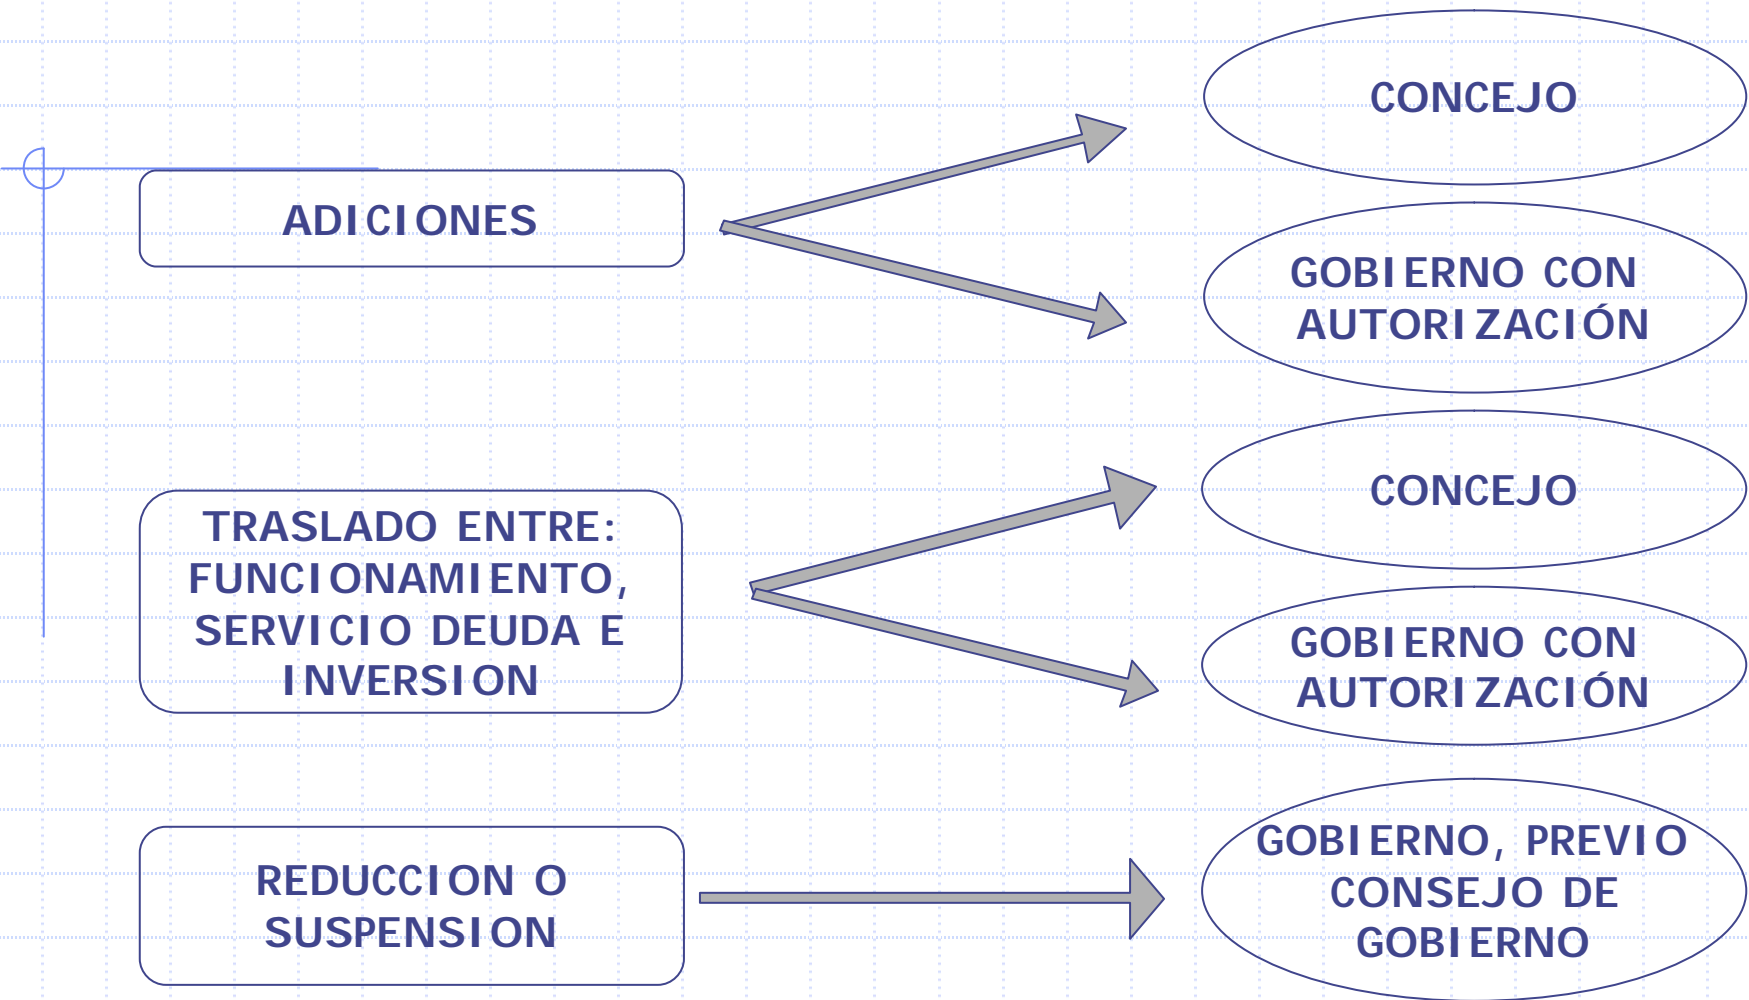 ADICIONES
CONCEJO
GOBIERNO CON
AUTORIZACIÓN
TRASLADO ENTRE:
FUNCIONAMIENTO,
SERVICIO DEUDA E
INVERSION
CONCEJO
GOBIERNO CON
AUTORIZACIÓN
REDUCCION O
SUSPENSION
GOBIERNO, PREVIO
CONSEJO DE
GOBIERNO